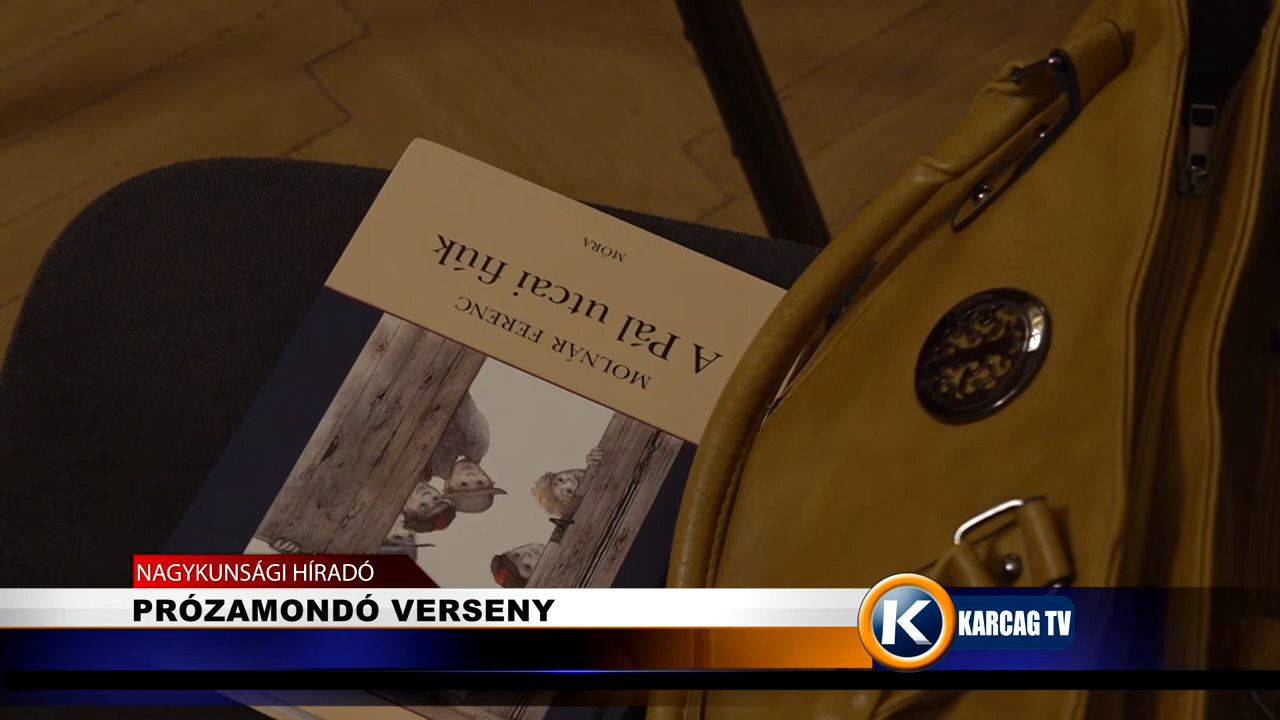 MOLNÁR FERENC
A Pál utcai fiúk
MÓRA
NAGYKUNSÁGI HÍRADÓ
PRÓZAMONDÓ VERSENY
K
KARCAG TV